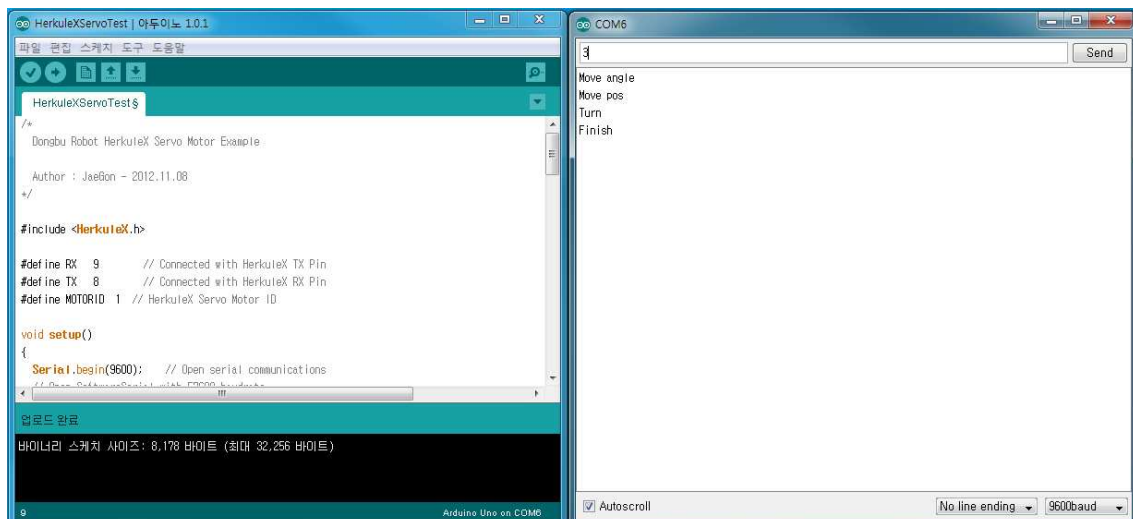 HerkuleXServoTest | 아두이노 1.0.1
파일 편집 스케치 도구 도움말
HerkuleXServoTest§
/*
Dongbu Robot HerkuleX Servo Motor Example
Author : JaeGon - 2012.11.08
*/
#include <HerkuleX.h>
#define RX 9 // Connected with HerkuleX TX Pin
#define TX 8 // Connected with HerkuleX RX Pin
#define MOTORID 1 // HerkuleX Servo Motor ID
void setup()
{
Serial.begin(9600); // Open serial communications
// Open SoftwareSerial with 57600 baudrate
업로드 완료
바이너리 스케치 사이즈: 8,178 바이트 (최대 32,256 바이트)
9
Arduino Uno on COM6
COM6
3
Send
Move angle
Move pos
Turn
Finish
Autoscroll
No line ending
9600baud